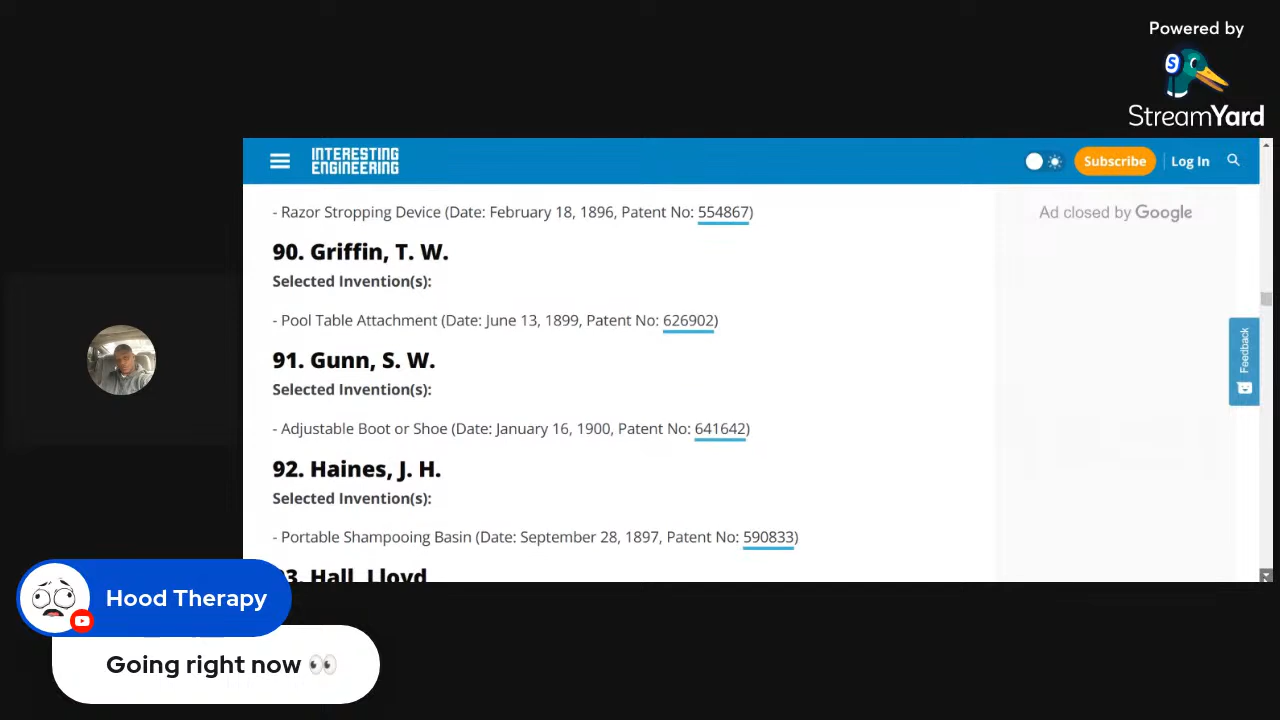 Powered by
StreamYard
INTERESTING
ENGINEERING
Subscribe
Log In
- Razor Stropping Device (Date: February 18, 1896, Patent No: 554867)
Ad closed by Google
90. Griffin, T. W.
Selected Invention(s):
- Pool Table Attachment (Date: June 13, 1899, Patent No: 626902)
91. Gunn, S. W.
Selected Invention(s):
- Adjustable Boot or Shoe (Date: January 16, 1900, Patent No: 641642)
Feedback
92. Haines, J. H.
Selected Invention(s):
- Portable Shampooing Basin (Date: September 28, 1897, Patent No: 590833)
Hall, Lloyd
Hood Therapy
Going right now 👀